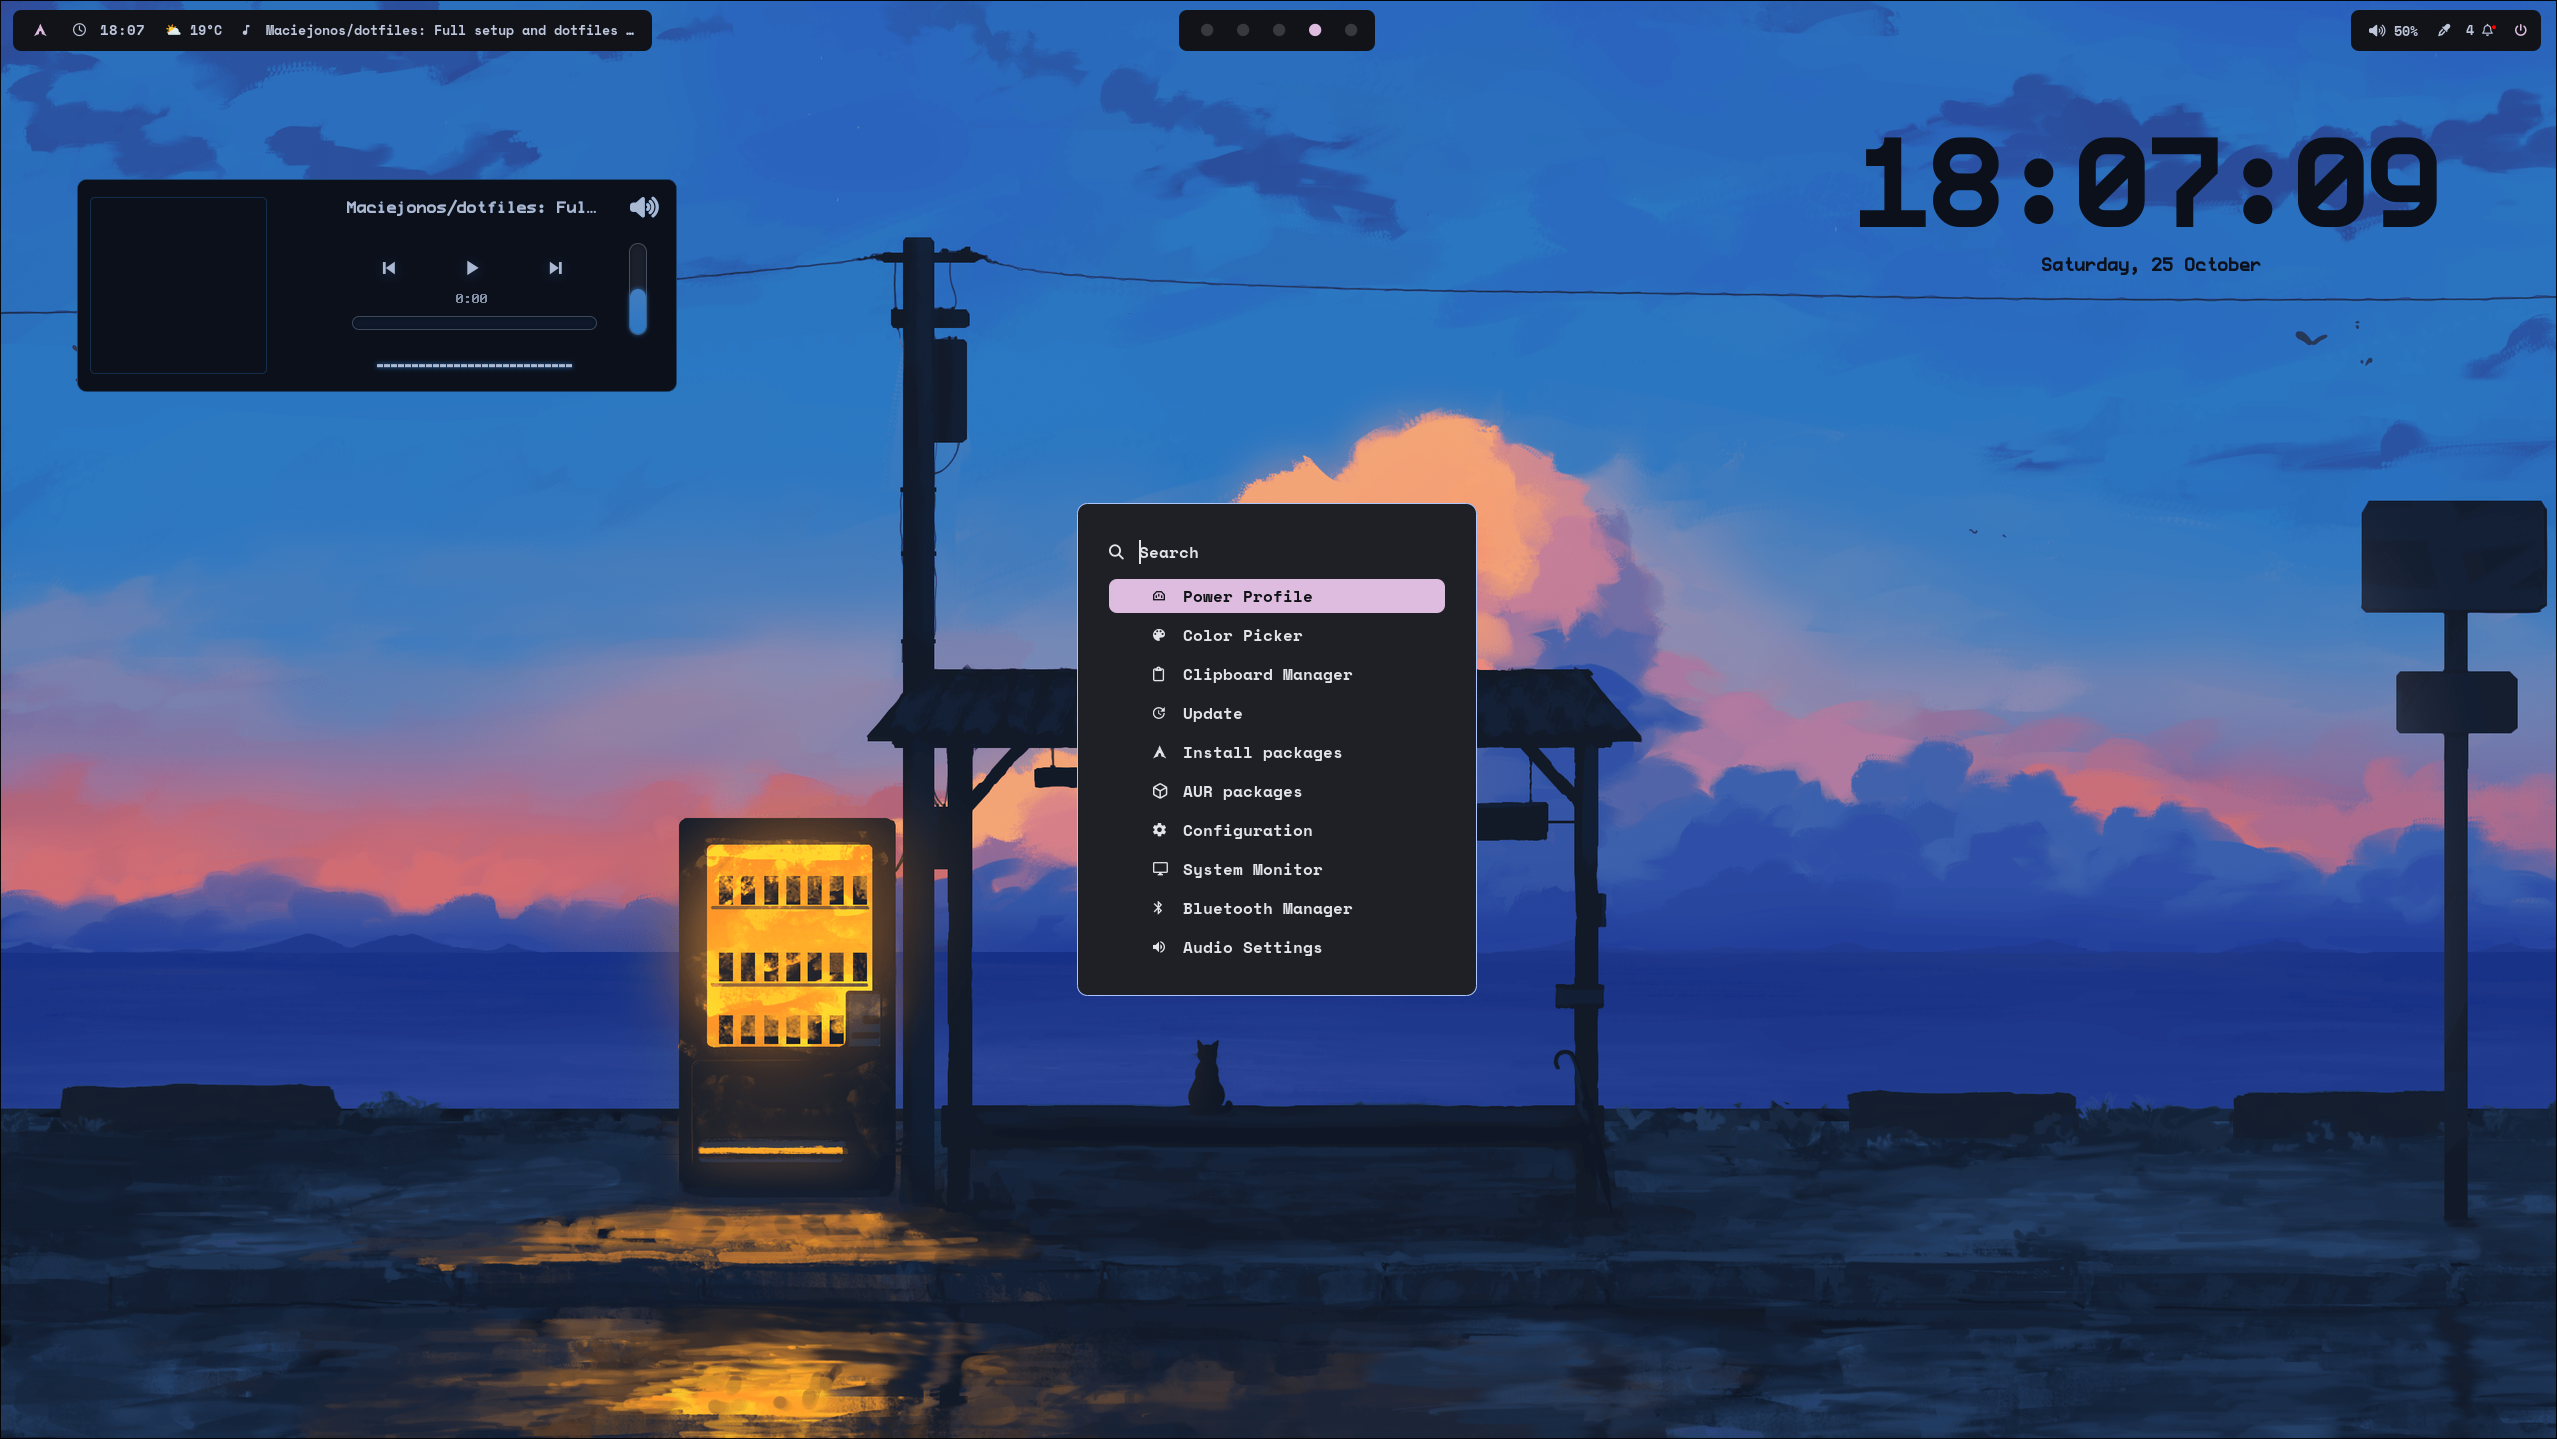 18:07 19°C Maciejonos/dotfiles: Full setup and dotfiles …
50% 4
18:07:09
Saturday, 25 October
Maciejonos/dotfiles: Ful…
0:00
Search
Power Profile
Color Picker
Clipboard Manager
Update
Install packages
AUR packages
Configuration
System Monitor
Bluetooth Manager
Audio Settings